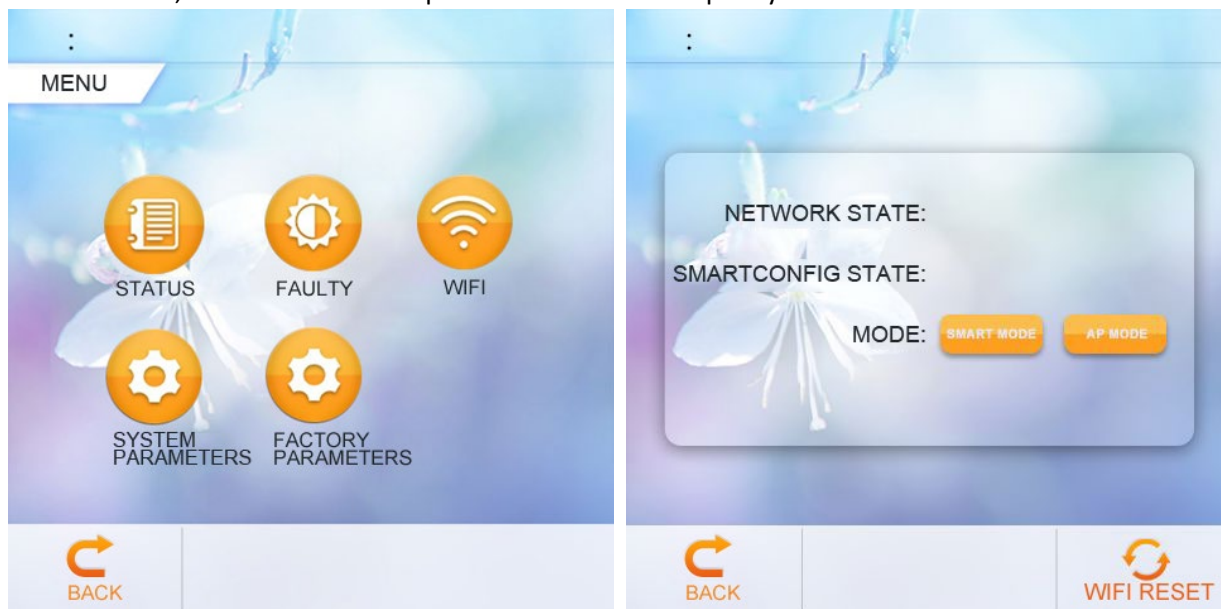 :
MENU
STATUS
FAULTY
WIFI
SYSTEM
PARAMETERS
FACTORY
PARAMETERS
BACK
:
NETWORK STATE:
SMARTCONFIG STATE:
MODE: SMART MODE AP MODE
BACK
WIFI RESET